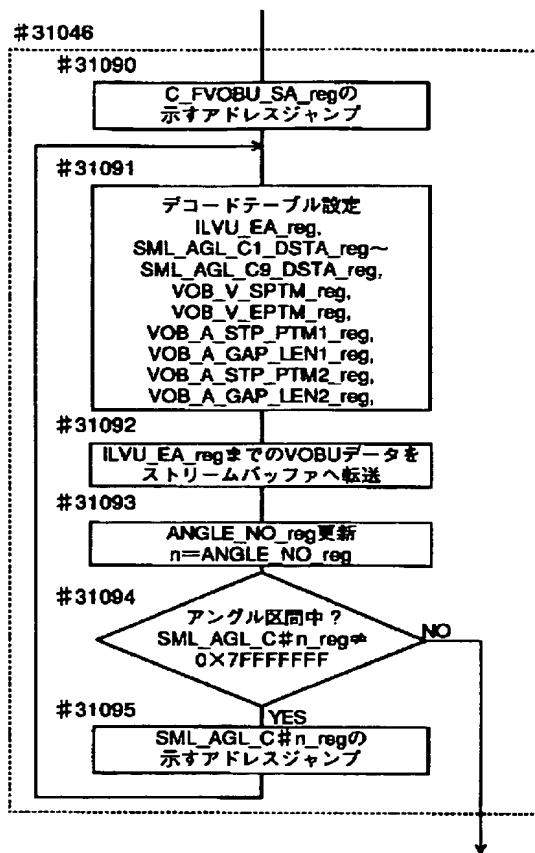 #31046
#31090
C_FVOBU_SA_regの
示すアドレスジャンプ
#31091
デコードテーブル設定
ILVU_EA_reg,
SML_AGL_C1_DSTA_reg~
SML_AGL_C9_DSTA_reg,
VOB_V_SPTM_reg,
VOB_V_EPTM_reg,
VOB_A_STP_PTM1_reg,
VOB_A_GAP_LEN1_reg,
VOB_A_STP_PTM2_reg,
VOB_A_GAP_LEN2_reg,
#31092
ILVU_EA_regまでのVOBUデータを
ストリームバッファへ転送
#31093
ANGLE_NO_reg更新
n=ANGLE_NO_reg
#31094
アングル区間中?
SML_AGL_C#n_reg≠
0×7FFFFFFF
NO
#31095
YES
SML_AGL_C#n_regの
示すアドレスジャンプ